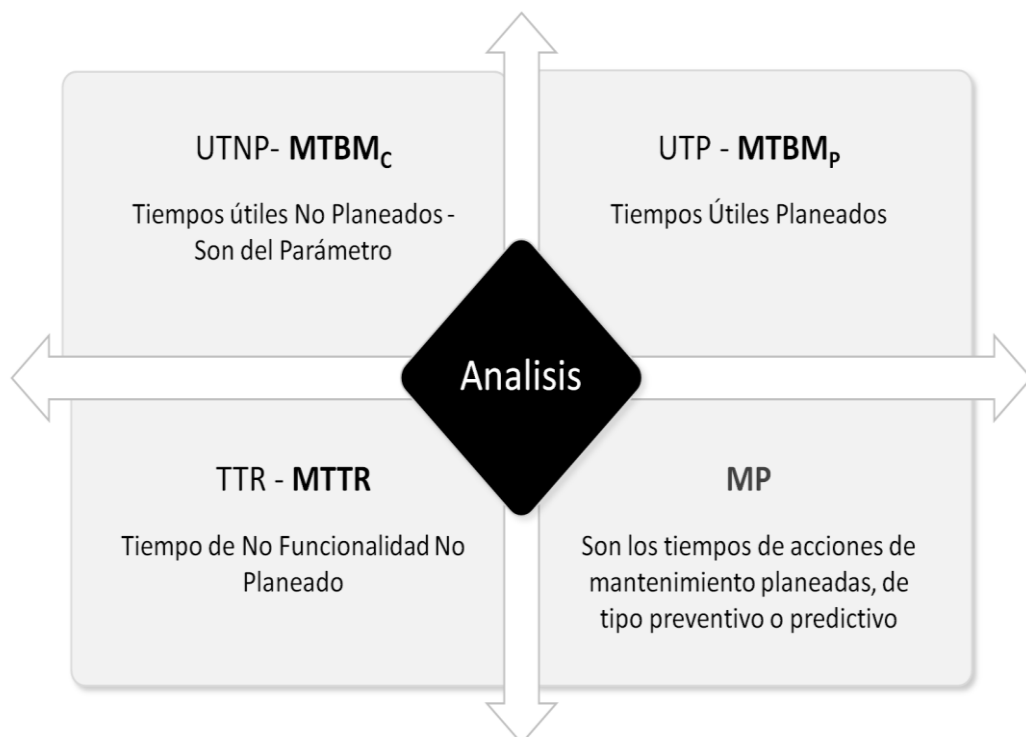 UTNP- MTBMC
Tiempos útiles No Planeados -
Son del Parámetro
UTP - MTBMP
Tiempos Útiles Planeados
Analisis
TTR - MTTR
Tiempo de No Funcionalidad No
Planeado
MP
Son los tiempos de acciones de
mantenimiento planeadas, de
tipo preventivo o predictivo